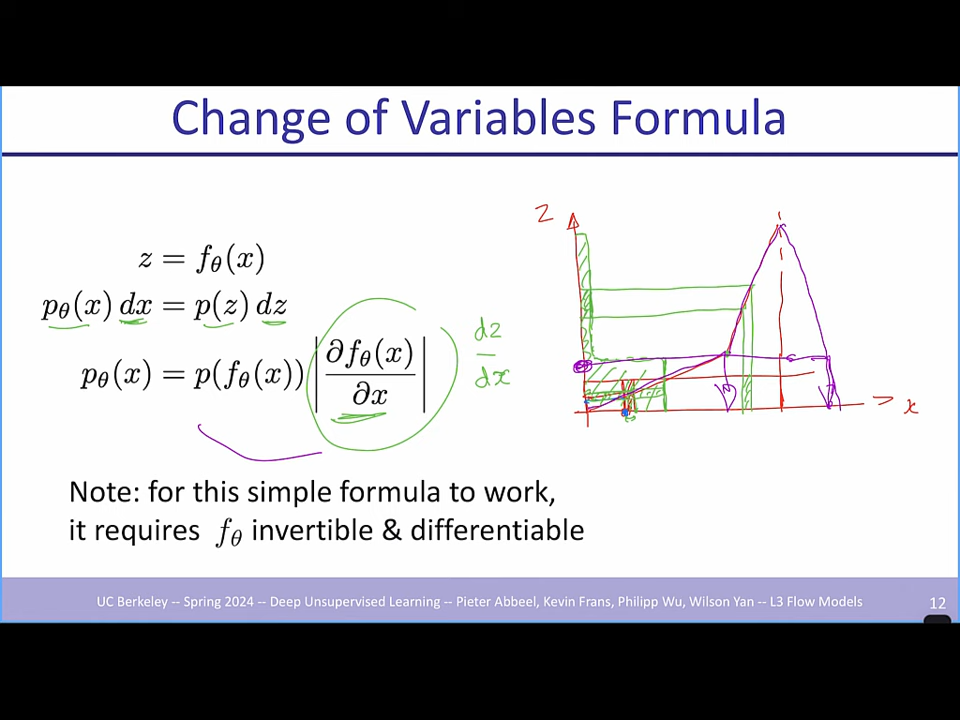 Change of Variables Formula
z = f_θ(x)
p_θ(x) dx = p(z) dz
p_θ(x) = p(f_θ(x)) |∂f_θ(x)/∂x|
dz/dx
z
x
Note: for this simple formula to work,
it requires f_θ invertible & differentiable
UC Berkeley -- Spring 2024 -- Deep Unsupervised Learning -- Pieter Abbeel, Kevin Frans, Philipp Wu, Wilson Yan -- L3 Flow Models
12